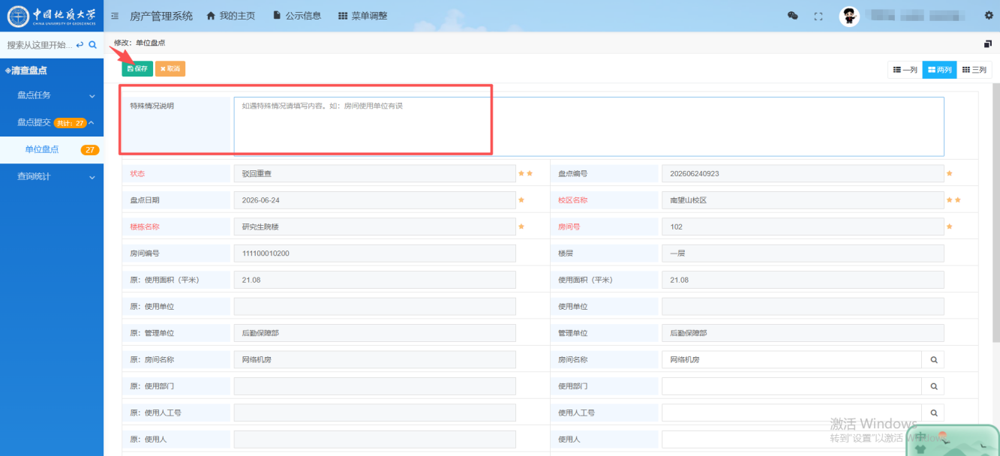 中国地质大学
CHINA UNIVERSITY OF GEOSCIENCES
房产管理系统 我的主页 公示信息 菜单调整
搜索从这里开始...
修改：单位盘点
保存 取消
一列 两列 三列
清查盘点
盘点任务
盘点提交 共计：27
单位盘点 27
查询统计
特殊情况说明 如遇特殊情况请填写内容。如：房间使用单位有误
状态 驳回重查 盘点编号 202606240923
盘点日期 2026-06-24 校区名称 南望山校区
楼栋名称 研究生院楼 房间号 102
房间编号 111100010200 楼层 一层
原：使用面积（平米） 21.08 使用面积（平米） 21.08
原：使用单位 使用单位
原：管理单位 后勤保障部 管理单位 后勤保障部
原：房间名称 网络机房 房间名称 网络机房
原：使用部门 使用部门
原：使用人工号 使用人工号
原：使用人 使用人
激活 Windows
转到"设置"以激活 Windows
中